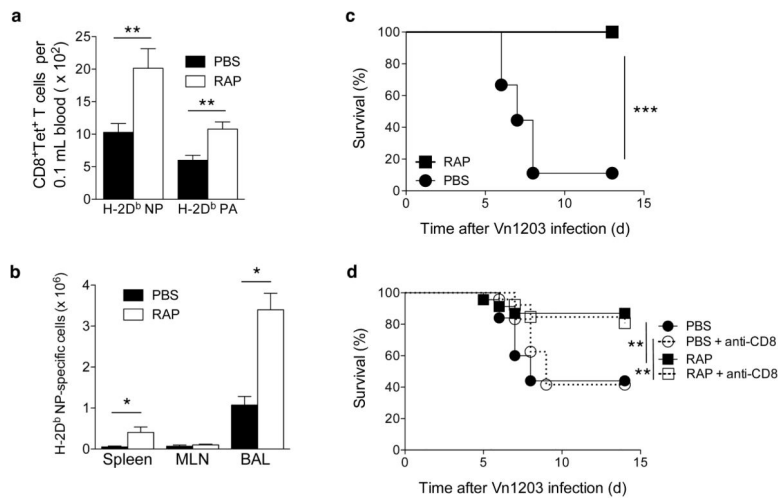 a
CD8⁺Tet⁺ T cells per
0.1 mL blood ( x 10²)
25
20
15
10
5
0
**
**
PBS
RAP
H-2Dᵇ NP
H-2Dᵇ PA
b
H-2Dᵇ NP-specific cells (x 10⁶)
4
3
2
1
0
*
*
PBS
RAP
Spleen
MLN
BAL
c
Survival (%)
100
80
60
40
20
0
RAP
PBS
***
0
5
10
15
Time after Vn1203 infection (d)
d
Survival (%)
100
80
60
40
20
0
PBS
PBS + anti-CD8
RAP
RAP + anti-CD8
**
**
0
5
10
15
Time after Vn1203 infection (d)